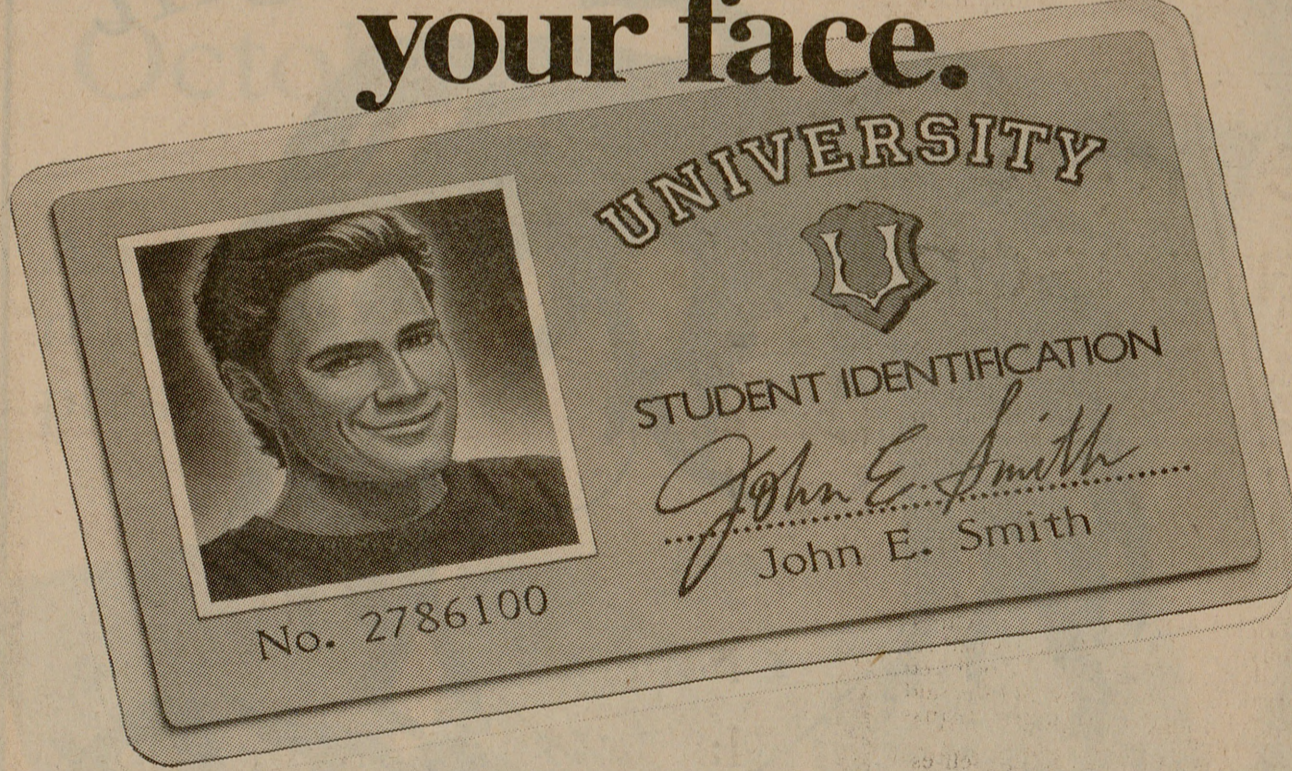 your face.
UNIVERSITY
U
STUDENT IDENTIFICATION
John E. Smith
John E. Smith
No. 2786100